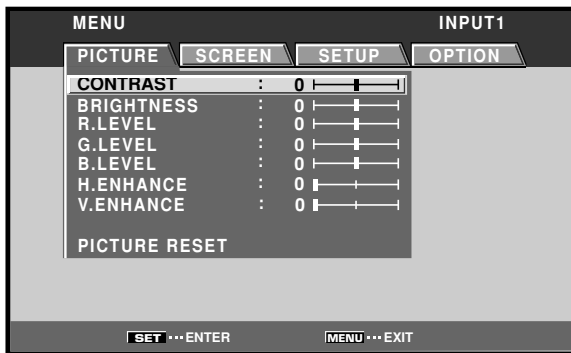 MENU INPUT1
PICTURE SCREEN SETUP OPTION
CONTRAST : 0
BRIGHTNESS : 0
R.LEVEL : 0
G.LEVEL : 0
B.LEVEL : 0
H.ENHANCE : 0
V.ENHANCE : 0
PICTURE RESET
SET ··· ENTER MENU ··· EXIT